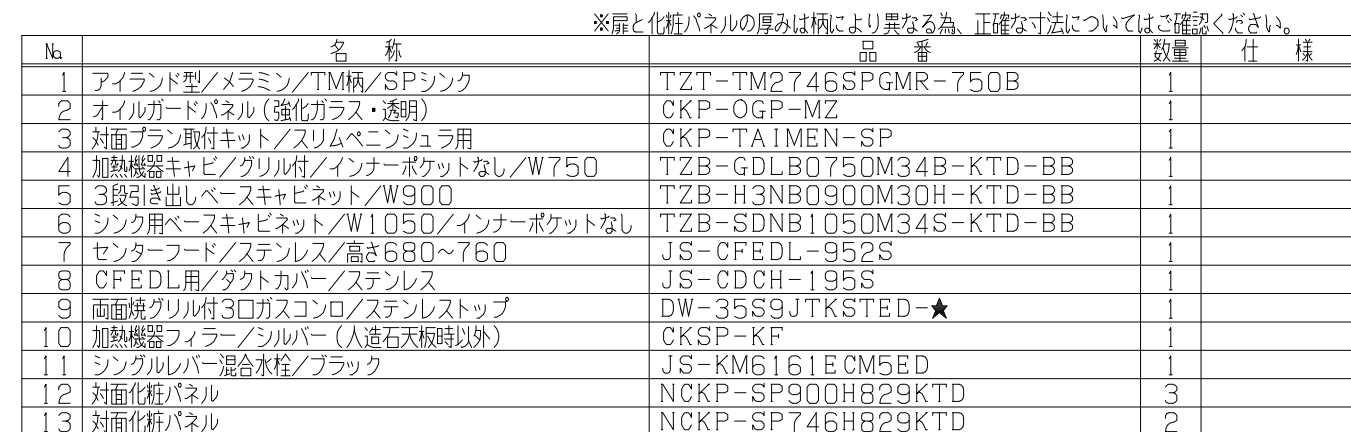 ※扉と化粧パネルの厚みは柄により異なる為、正確な寸法についてはご確認ください。
No. 名　称 品　番 数量 仕　様
1 アイランド型/メラミン/TM柄/SPシンク TZT-TM2746SPGMR-750B 1
2 オイルガードパネル(強化ガラス・透明) CKP-OGP-MZ 1
3 対面プラン取付キット/スリムペニンシュラ用 CKP-TAIMEN-SP 1
4 加熱機器キャビ/グリル付/インナーポケットなし/W750 TZB-GDLB0750M34B-KTD-BB 1
5 3段引き出しベースキャビネット/W900 TZB-H3NB0900M30H-KTD-BB 1
6 シンク用ベースキャビネット/W1050/インナーポケットなし TZB-SDNB1050M34S-KTD-BB 1
7 センターフード/ステンレス/高さ680~760 JS-CFEDL-952S 1
8 CFEDL用/ダクトカバー/ステンレス JS-CDCH-195S 1
9 両面焼グリル付3口ガスコンロ/ステンレストップ DW-35S9JTKSTED-★ 1
10 加熱機器フィラー/シルバー(人造石天板時以外) CKSP-KF 1
11 シングルレバー混合水栓/ブラック JS-KM6161ECM5ED 1
12 対面化粧パネル NCKP-SP900H829KTD 3
13 対面化粧パネル NCKP-SP746H829KTD 2